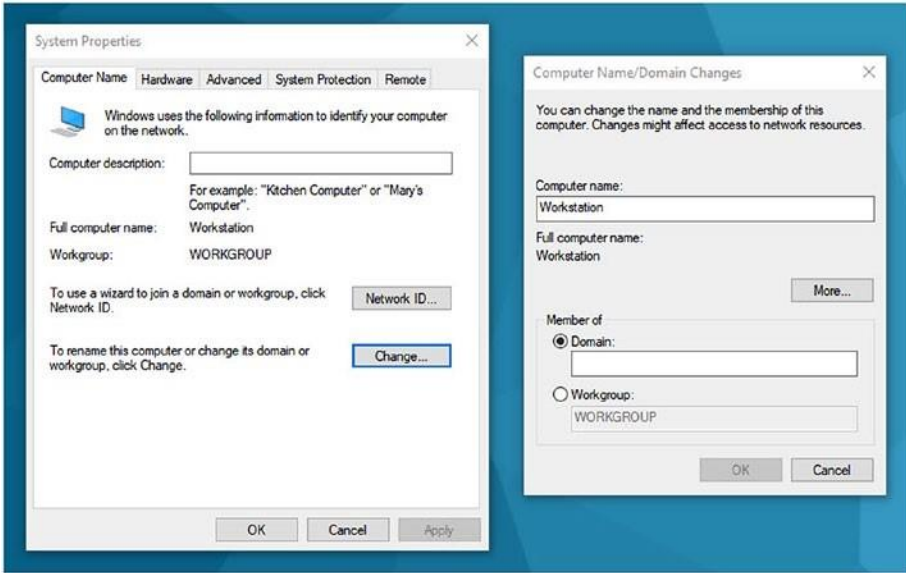 System Properties
Computer Name Hardware Advanced System Protection Remote
Windows uses the following information to identify your computer
on the network.
Computer description:
For example: "Kitchen Computer" or "Mary's
Computer".
Full computer name: Workstation
Workgroup: WORKGROUP
To use a wizard to join a domain or workgroup, click
Network ID.
Network ID...
To rename this computer or change its domain or
workgroup, click Change.
Change...
OK Cancel Apply
Computer Name/Domain Changes
You can change the name and the membership of this
computer. Changes might affect access to network resources.
Computer name:
Workstation
Full computer name:
Workstation
More...
Member of
Domain:
Workgroup:
WORKGROUP
OK Cancel